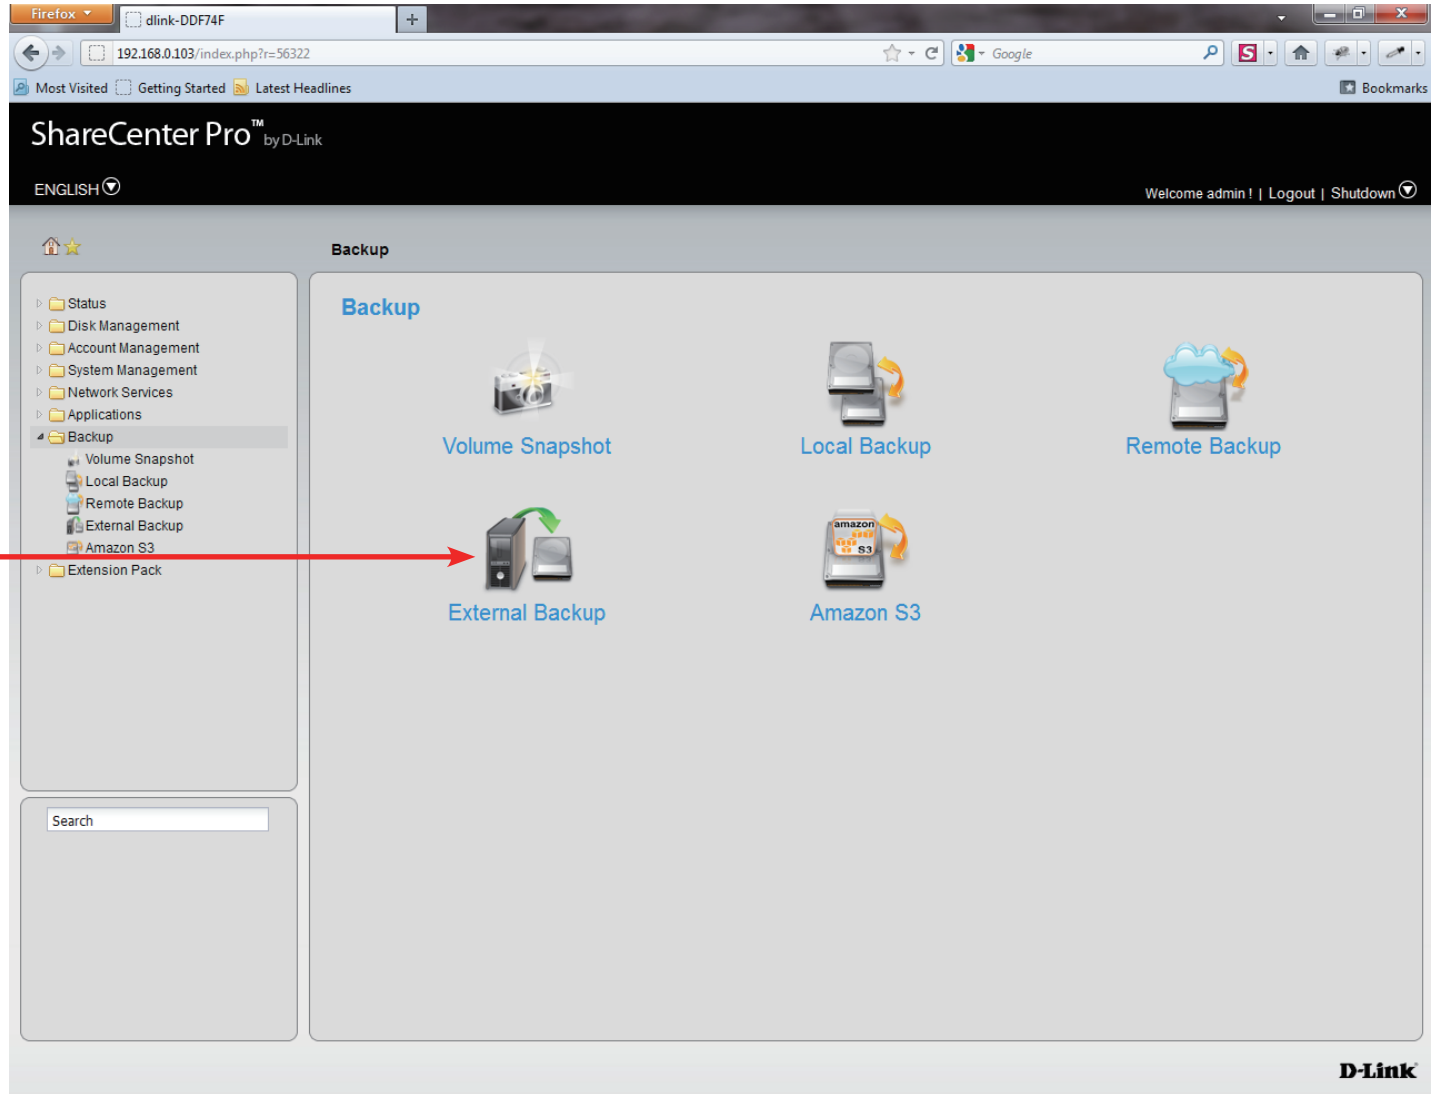 Firefox
dlink-DDF74F
192.168.0.103/index.php?r=56322
Google
S
Most Visited Getting Started Latest Headlines
Bookmarks
ShareCenter Pro™ by D-Link
ENGLISH
Welcome admin ! | Logout | Shutdown
Backup
Status
Disk Management
Account Management
System Management
Network Services
Applications
Backup
Volume Snapshot
Local Backup
Remote Backup
External Backup
Amazon S3
Extension Pack
Search
Backup
Volume Snapshot
Local Backup
Remote Backup
amazon
S3
External Backup
Amazon S3
D-Link